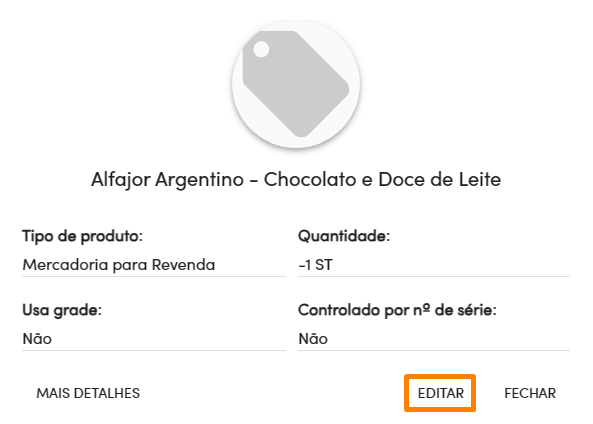 Alfajor Argentino - Chocolato e Doce de Leite
Tipo de produto: Quantidade:
Mercadoria para Revenda -1 ST
Usa grade: Controlado por nº de série:
Não Não
MAIS DETALHES EDITAR FECHAR